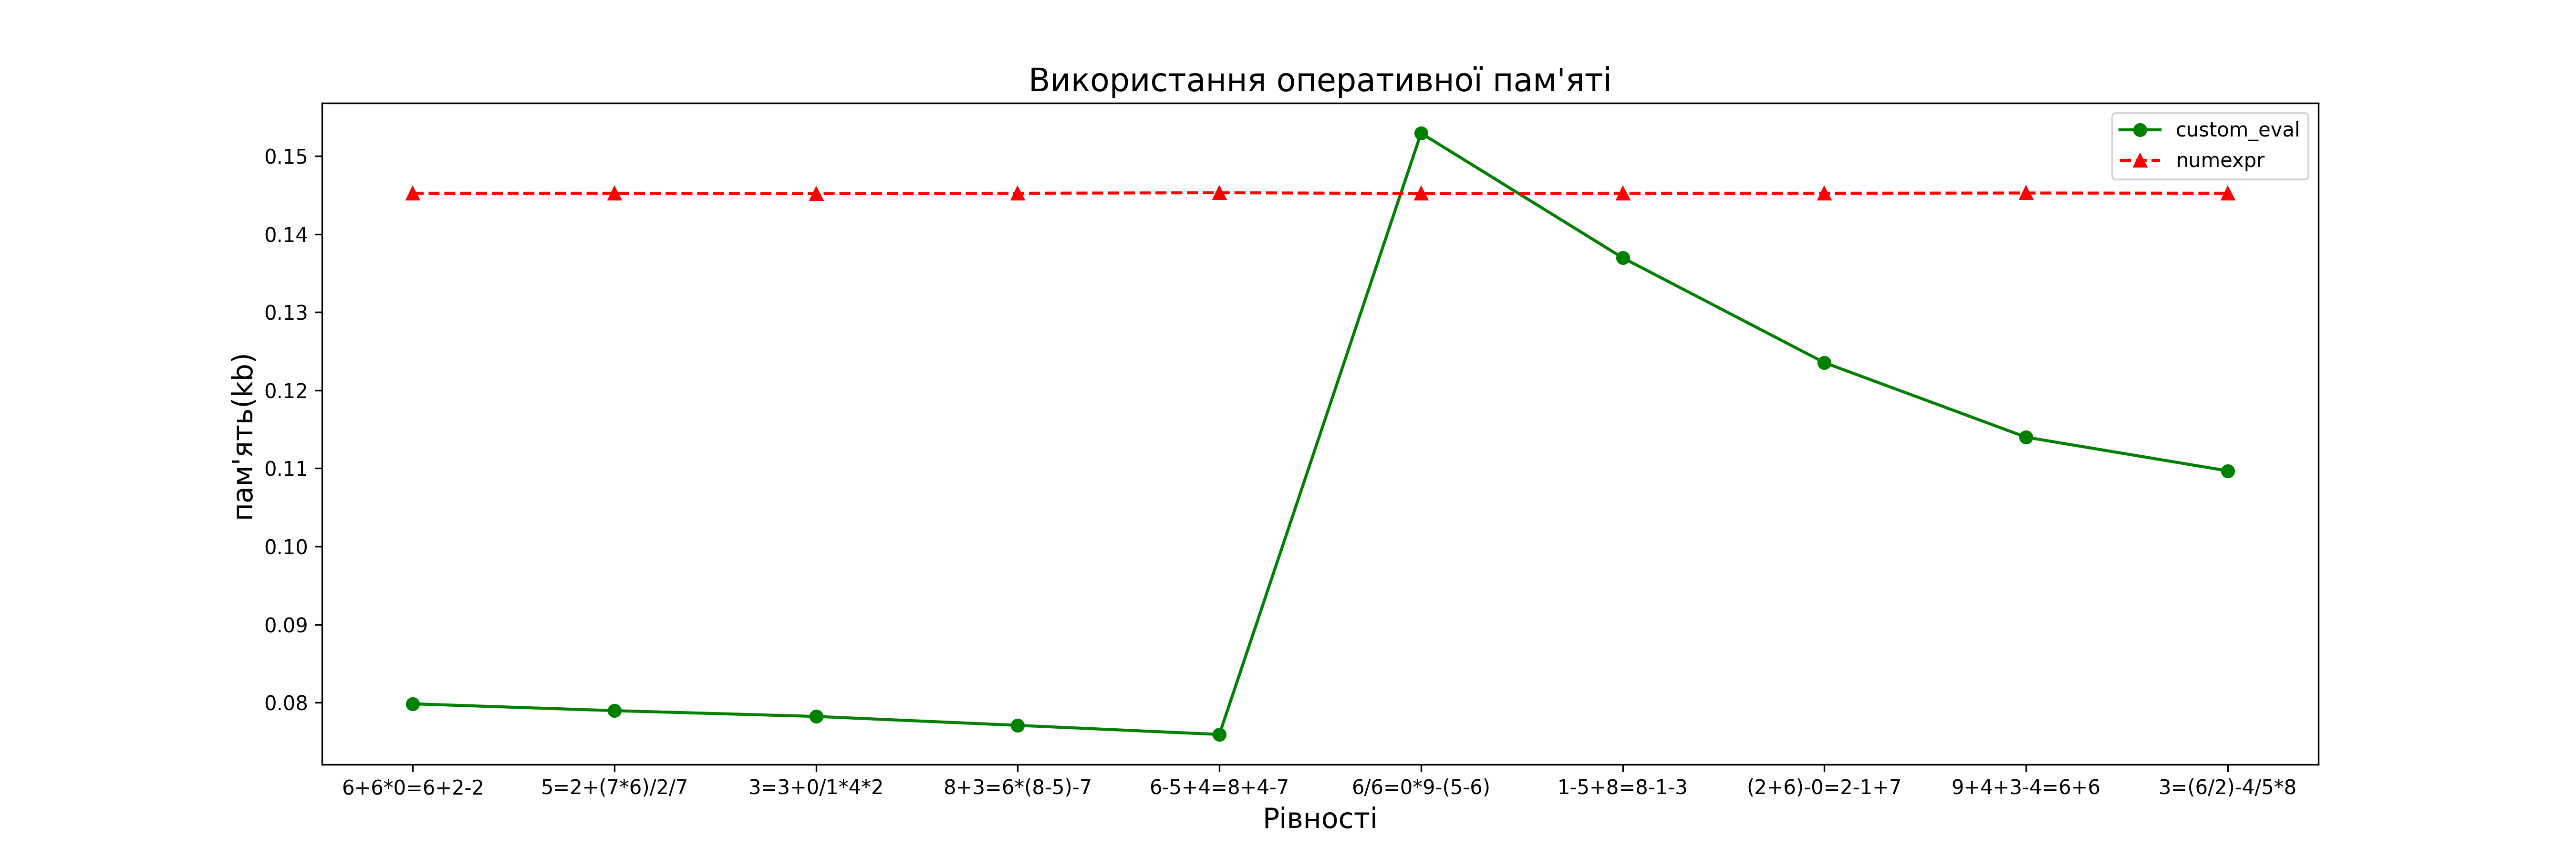 Використання оперативної пам'яті
custom_eval
numexpr
0.15
0.14
0.13
0.12
0.11
0.10
0.09
0.08
пам'ять(kb)
6+6*0=6+2-2 5=2+(7*6)/2/7 3=3+0/1*4*2 8+3=6*(8-5)-7 6-5+4=8+4-7 6/6=0*9-(5-6) 1-5+8=8-1-3 (2+6)-0=2-1+7 9+4+3-4=6+6 3=(6/2)-4/5*8
Рівності